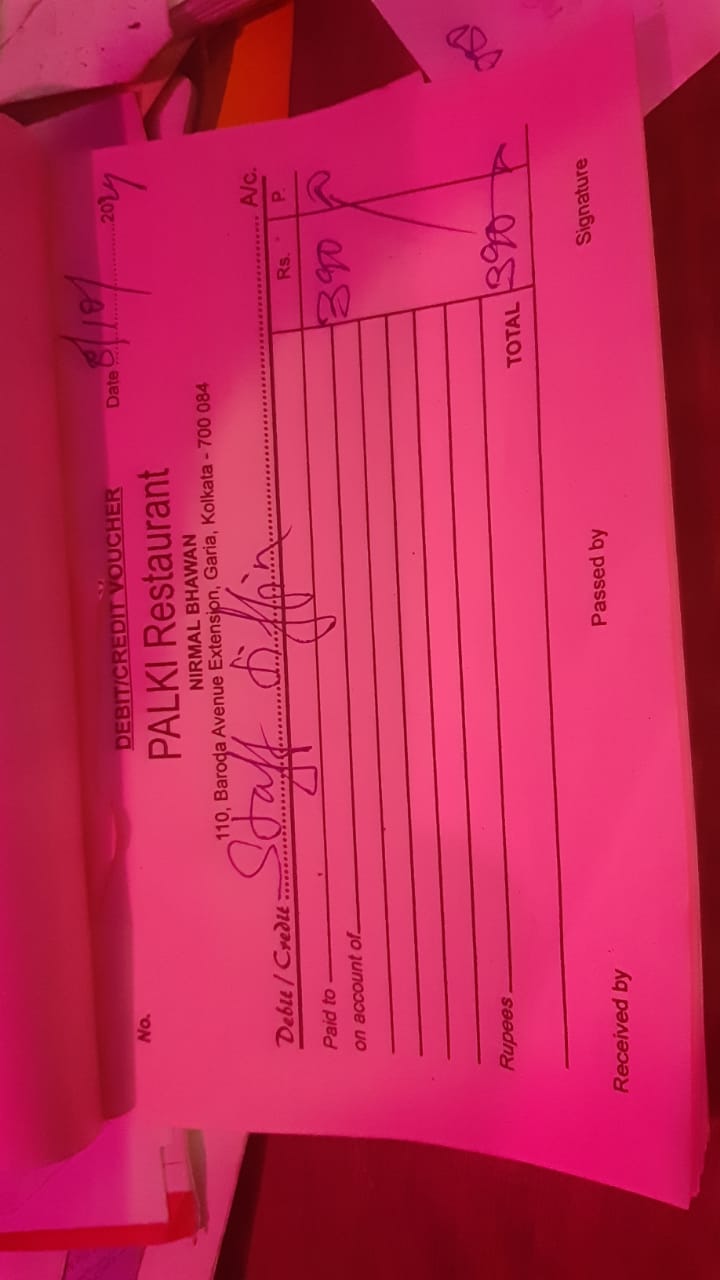 DEBIT/CREDIT VOUCHER
No. Date 8/10/ 2024
PALKI Restaurant
NIRMAL BHAWAN
110, Baroda Avenue Extension, Garia, Kolkata - 700 084
Debit / Credit Staff Tiffin A/c.
Rs. P.
Paid to 390
on account of
Rupees TOTAL 390
Received by Passed by Signature